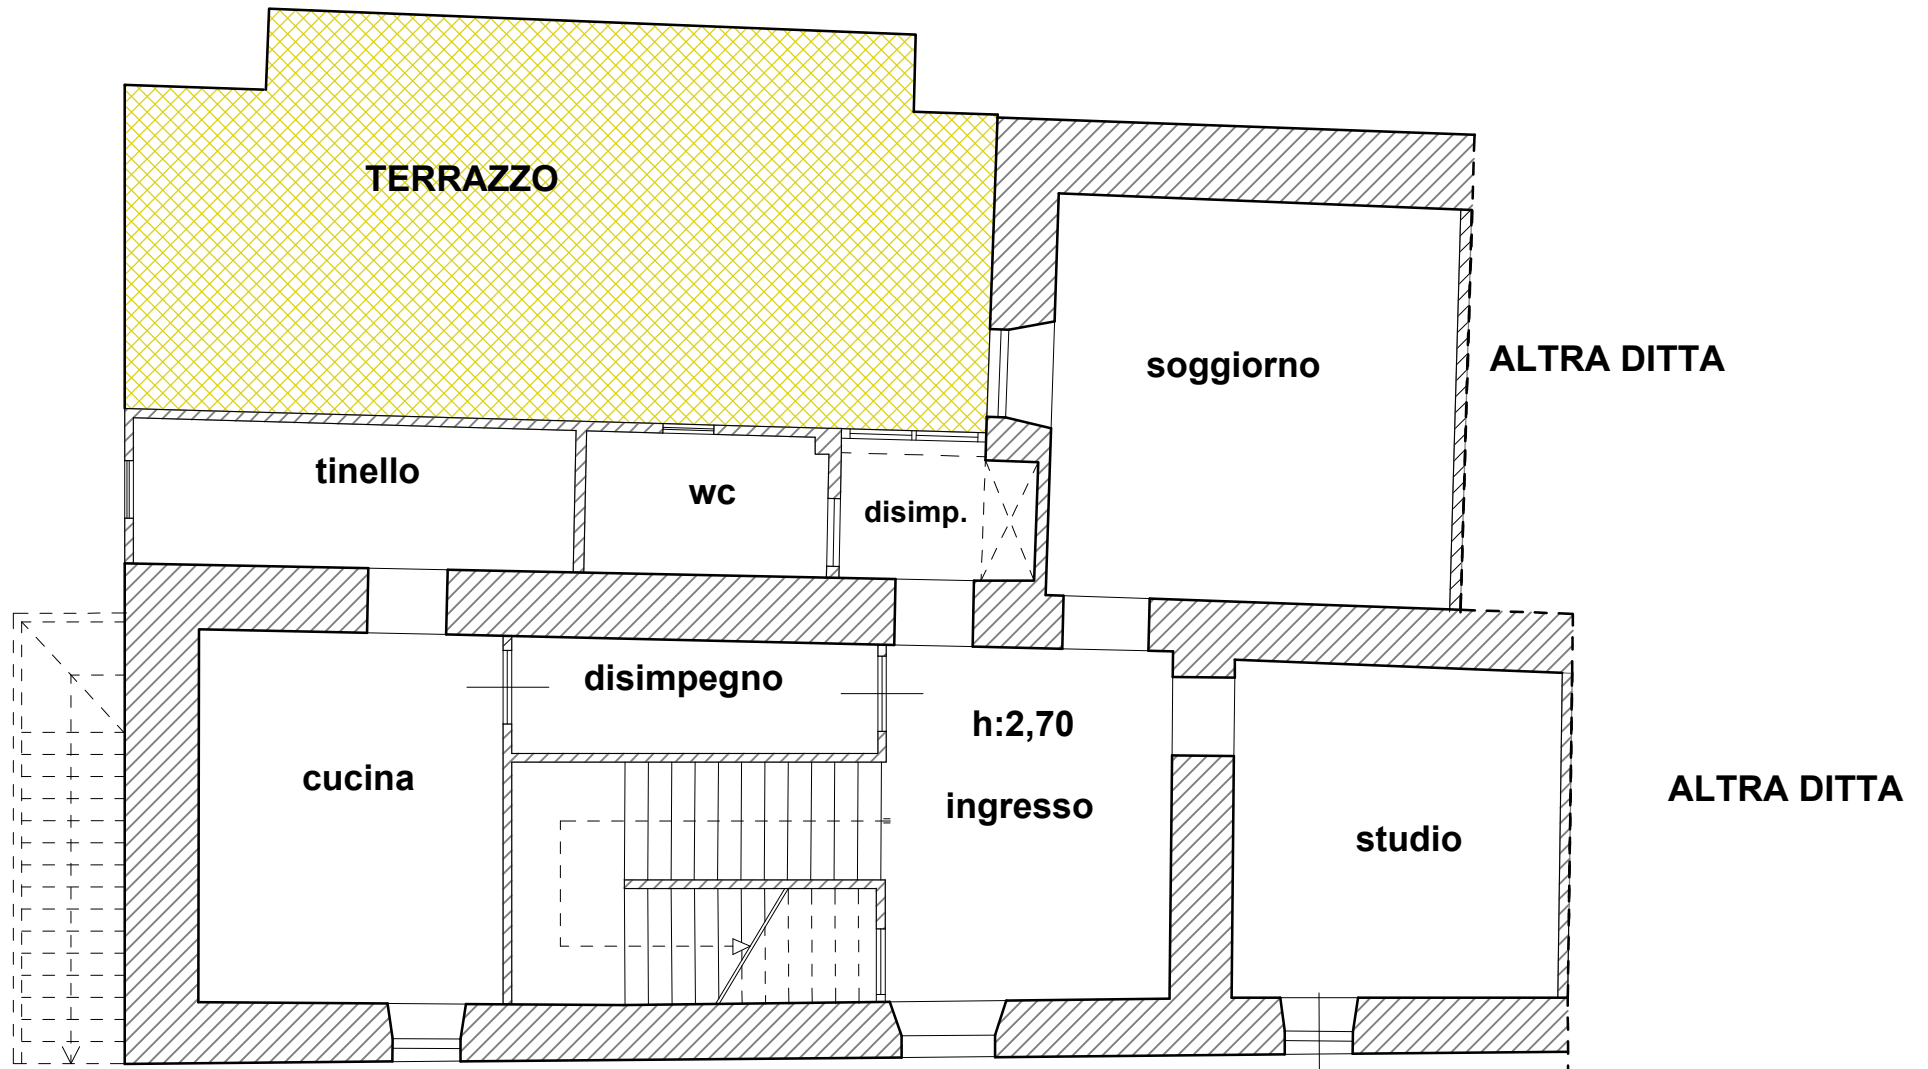 TERRAZZO
soggiorno
ALTRA DITTA
tinello
wc
disimp.
disimpegno
h:2,70
cucina
ingresso
ALTRA DITTA
studio